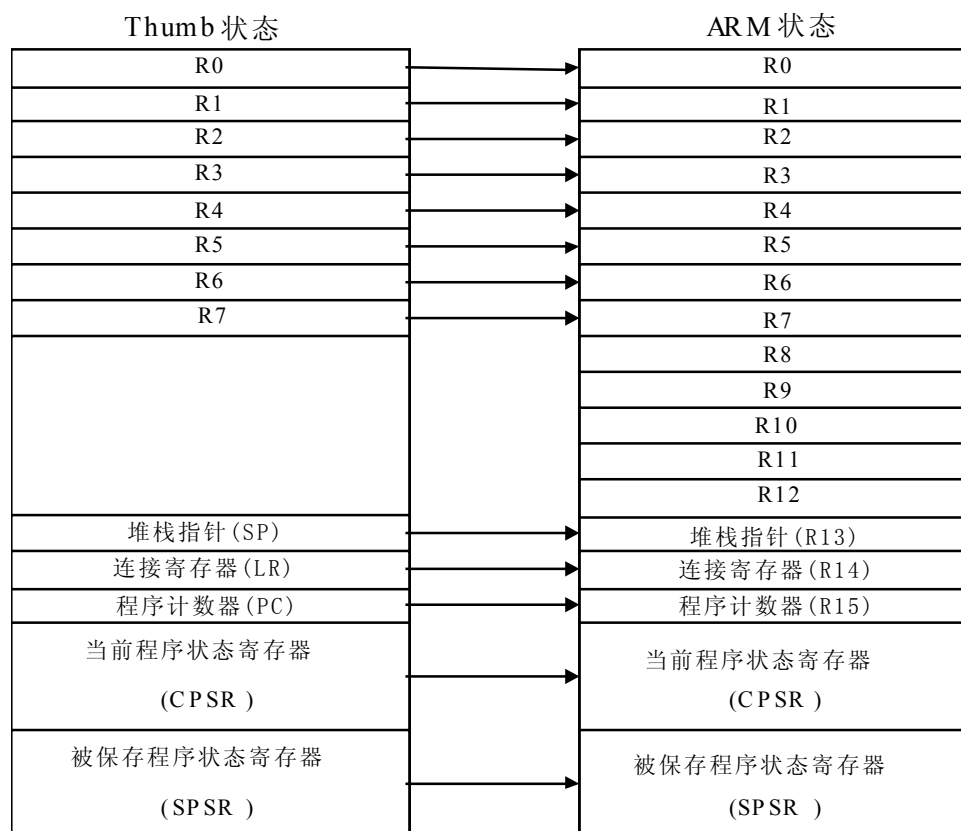 Thumb状态
R0
R1
R2
R3
R4
R5
R6
R7
堆栈指针(SP)
连接寄存器(LR)
程序计数器(PC)
当前程序状态寄存器
(CPSR )
被保存程序状态寄存器
(SPSR )
ARM状态
R0
R1
R2
R3
R4
R5
R6
R7
R8
R9
R10
R11
R12
堆栈指针(R13)
连接寄存器(R14)
程序计数器(R15)
当前程序状态寄存器
(CPSR )
被保存程序状态寄存器
(SPSR )